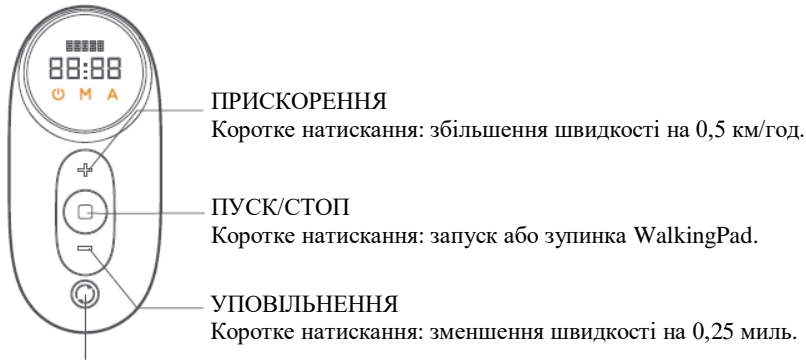 88:88
M A
ПРИСКОРЕННЯ
Коротке натискання: збільшення швидкості на 0,5 км/год.
ПУСК/СТОП
Коротке натискання: запуск або зупинка WalkingPad.
УПОВІЛЬНЕННЯ
Коротке натискання: зменшення швидкості на 0,25 миль.